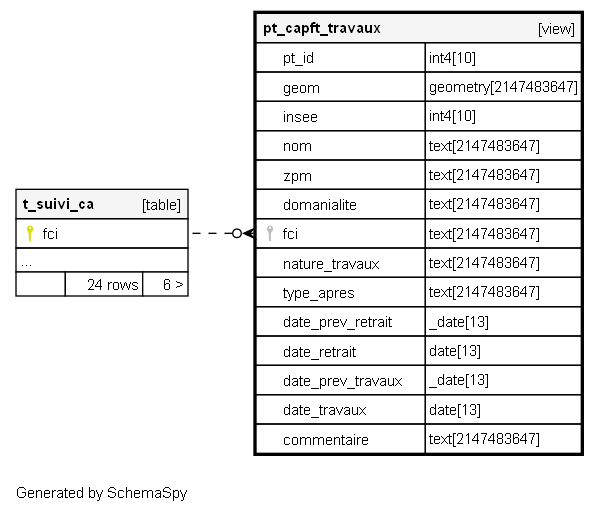 pt_capft_travaux [view]
pt_id int4[10]
geom geometry[2147483647]
insee int4[10]
nom text[2147483647]
zpm text[2147483647]
domanialite text[2147483647]
fci text[2147483647]
nature_travaux text[2147483647]
type_apres text[2147483647]
date_prev_retrait _date[13]
date_retrait date[13]
date_prev_travaux _date[13]
date_travaux date[13]
commentaire text[2147483647]
t_suivi_ca [table]
fci
...
24 rows 6 >
Generated by SchemaSpy